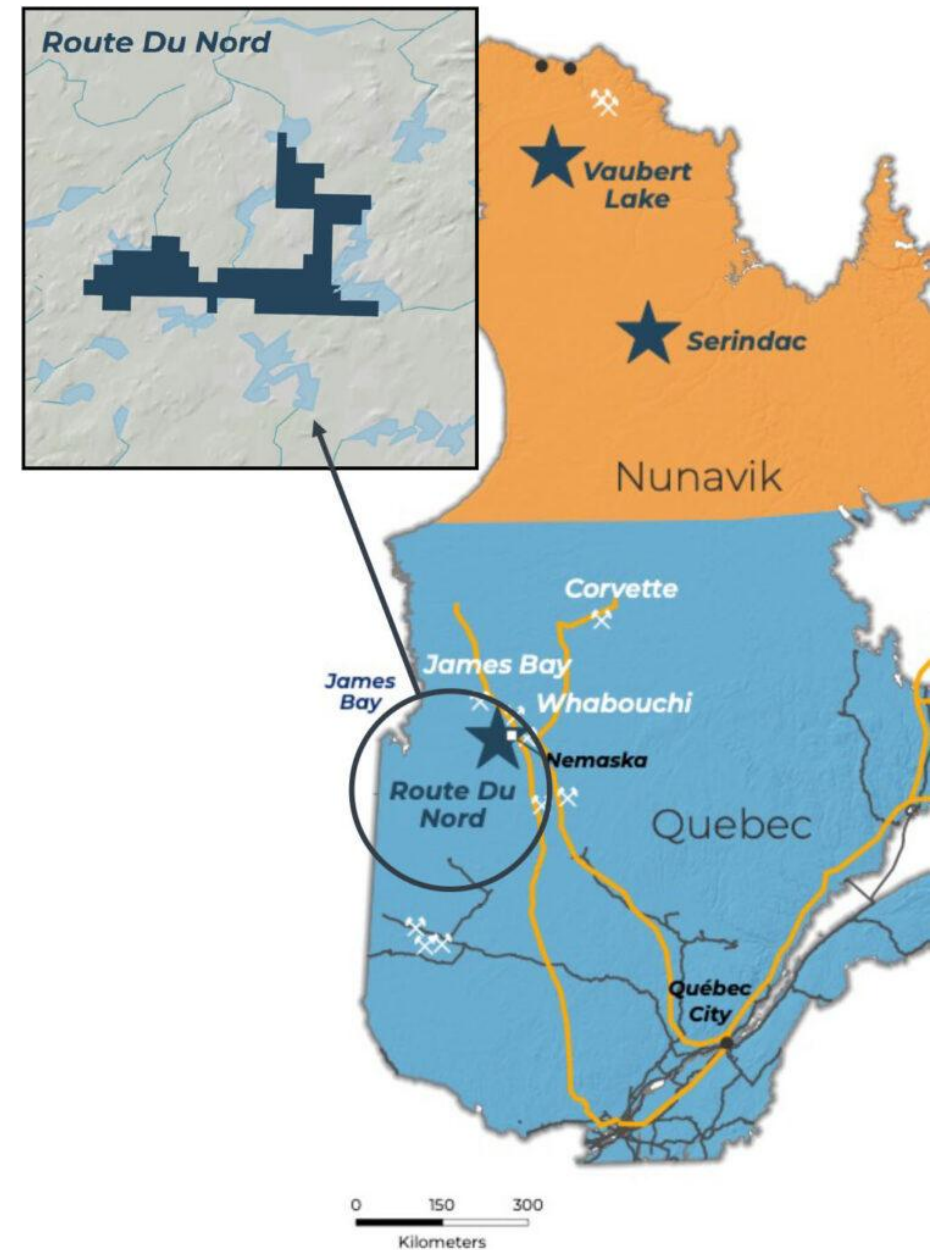 Route Du Nord
Vaubert
Lake
Serindac
Nunavik
Corvette
James Bay
James
Bay
Whabouchi
Nemaska
Route Du
Nord
Quebec
Québec
City
0 150 300
Kilometers